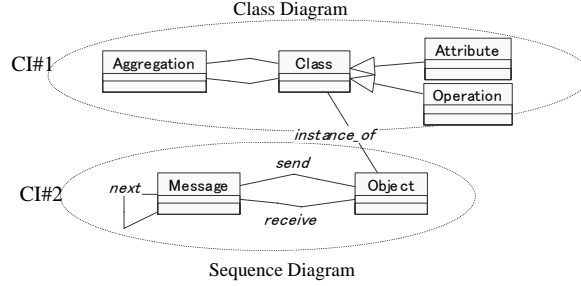 Class Diagram
CI#1
Aggregation
Class
Attribute
Operation
instance_of
CI#2
next
Message
send
Object
receive
Sequence Diagram